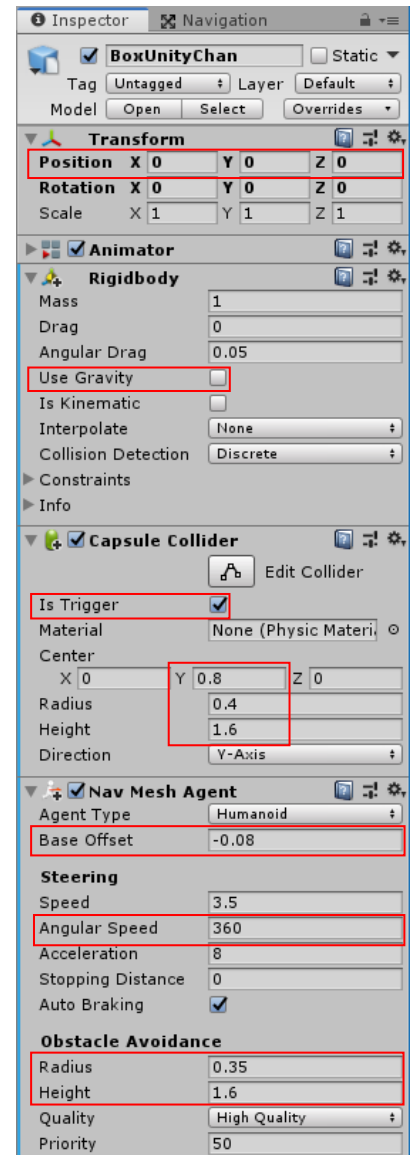 Inspector Navigation
BoxUnityChan Static
Tag Untagged Layer Default
Model Open Select Overrides
Transform
Position X 0 Y 0 Z 0
Rotation X 0 Y 0 Z 0
Scale X 1 Y 1 Z 1
Animator
Rigidbody
Mass 1
Drag 0
Angular Drag 0.05
Use Gravity
Is Kinematic
Interpolate None
Collision Detection Discrete
Constraints
Info
Capsule Collider
Edit Collider
Is Trigger
Material None (Physic Materi
Center
X 0 Y 0.8 Z 0
Radius 0.4
Height 1.6
Direction Y-Axis
Nav Mesh Agent
Agent Type Humanoid
Base Offset -0.08
Steering
Speed 3.5
Angular Speed 360
Acceleration 8
Stopping Distance 0
Auto Braking
Obstacle Avoidance
Radius 0.35
Height 1.6
Quality High Quality
Priority 50